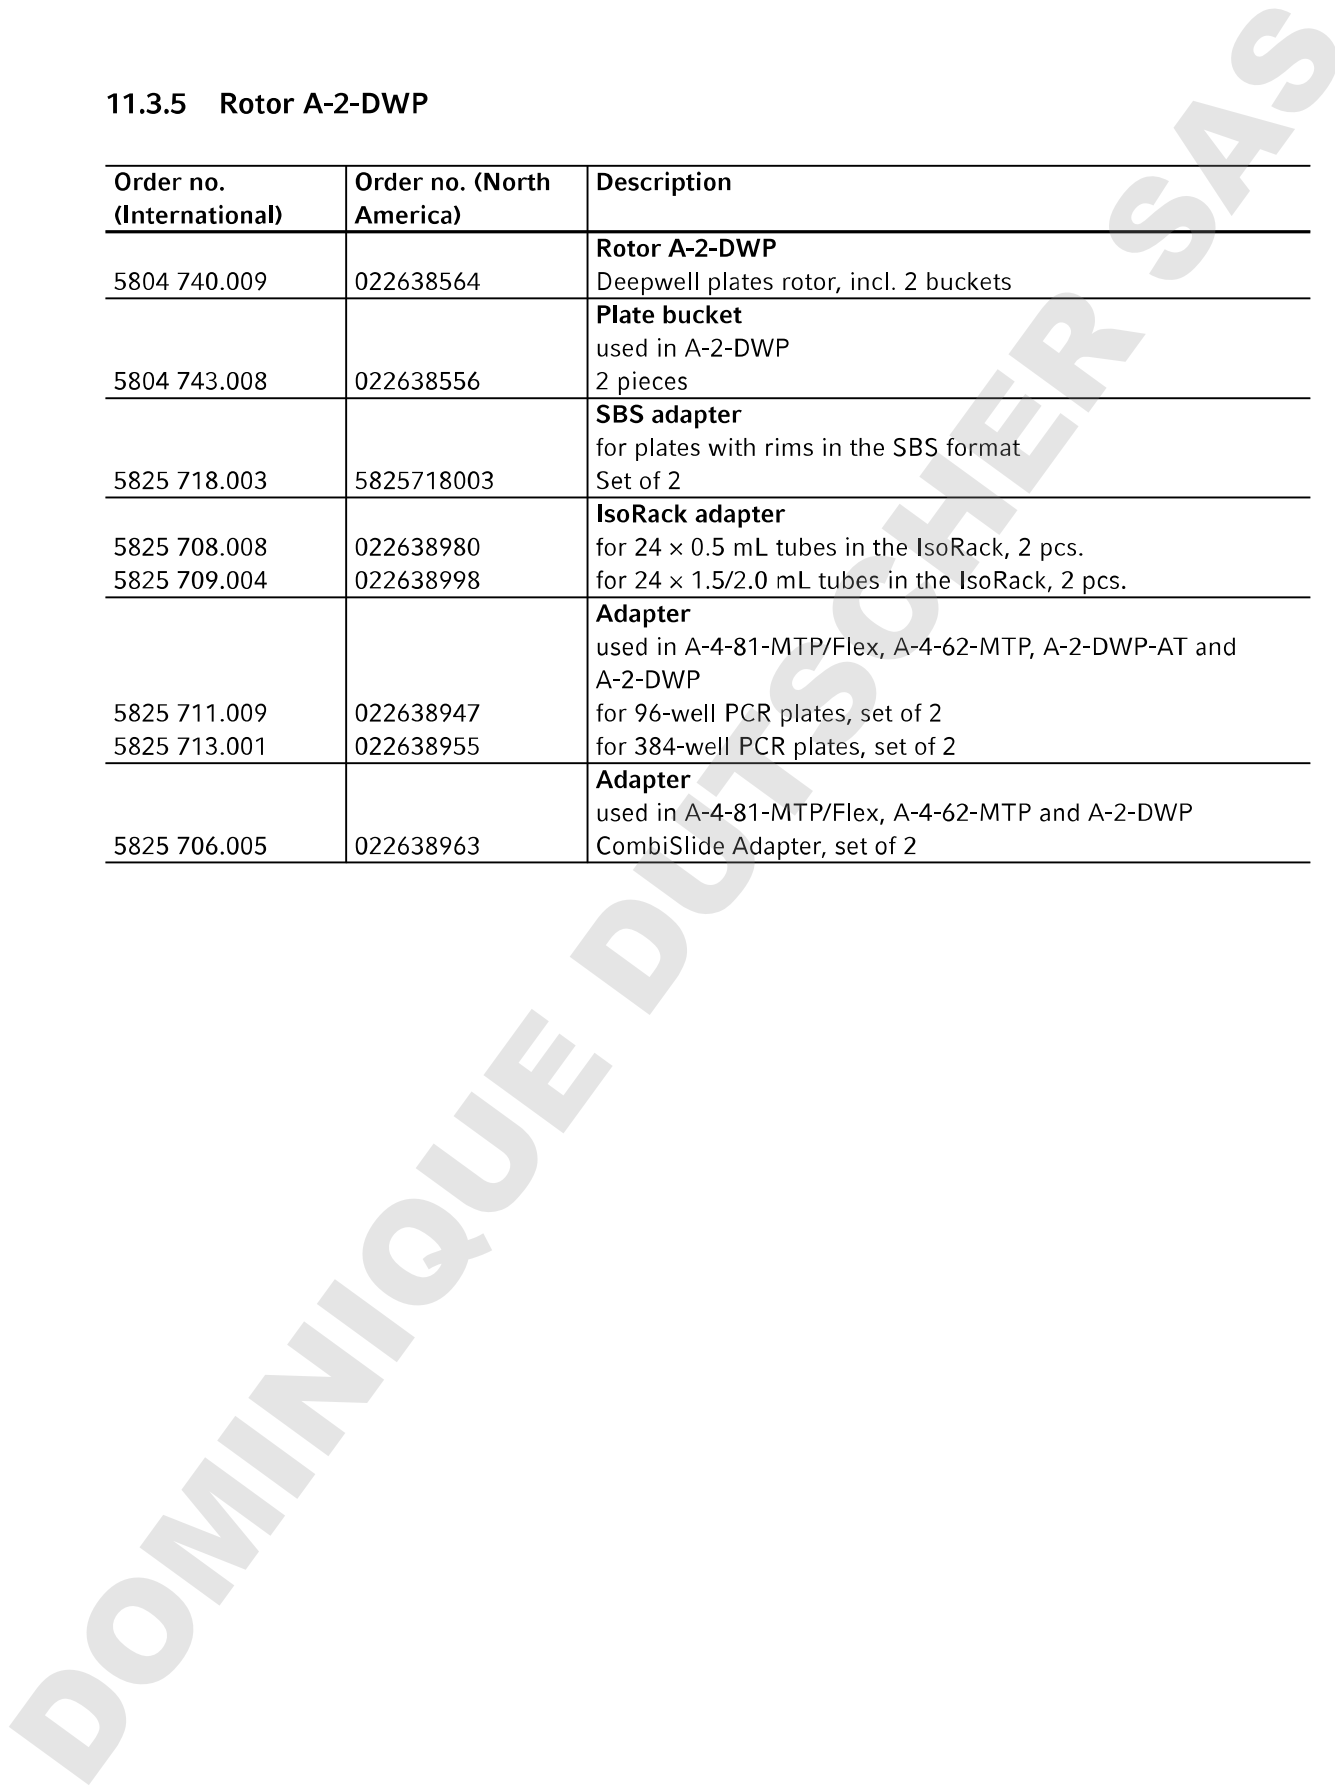 11.3.5 Rotor A-2-DWP
Order no. (International) Order no. (North America) Description
Rotor A-2-DWP
5804 740.009 022638564 Deepwell plates rotor, incl. 2 buckets
Plate bucket
used in A-2-DWP
5804 743.008 022638556 2 pieces
SBS adapter
for plates with rims in the SBS format
5825 718.003 5825718003 Set of 2
IsoRack adapter
5825 708.008 022638980 for 24 × 0.5 mL tubes in the IsoRack, 2 pcs.
5825 709.004 022638998 for 24 × 1.5/2.0 mL tubes in the IsoRack, 2 pcs.
Adapter
used in A-4-81-MTP/Flex, A-4-62-MTP, A-2-DWP-AT and
A-2-DWP
5825 711.009 022638947 for 96-well PCR plates, set of 2
5825 713.001 022638955 for 384-well PCR plates, set of 2
Adapter
used in A-4-81-MTP/Flex, A-4-62-MTP and A-2-DWP
5825 706.005 022638963 CombiSlide Adapter, set of 2
DOMINIQUE DUTSCHER SAS